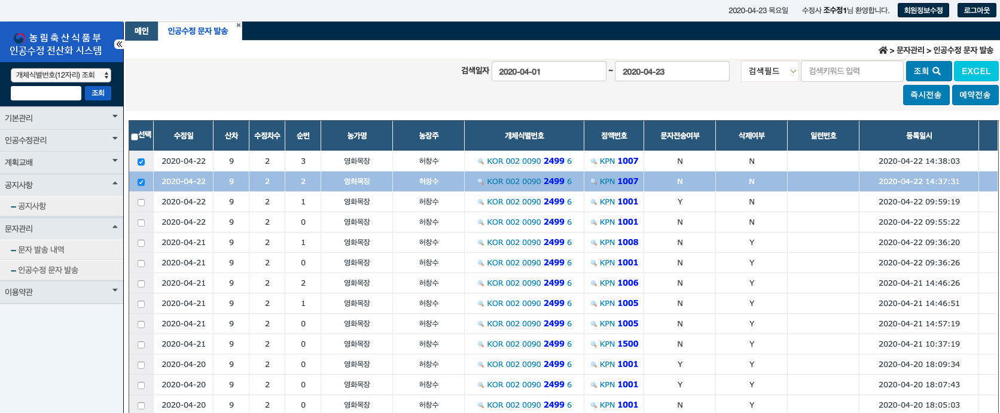 2020-04-23 목요일 수정사 조수정1님 환영합니다. 회원정보수정 로그아웃
농림축산식품부
인공수정 전산화 시스템
개체식별번호(12자리) 조회
조회
기본관리
인공수정관리
계획교배
공지사항
공지사항
문자관리
문자 발송 내역
인공수정 문자 발송
이용약관
메인 인공수정 문자 발송
> 문자관리 > 인공수정 문자 발송
검색일자 2020-04-01 ~ 2020-04-23 검색필드 검색키워드 입력 조회 EXCEL
즉시전송 예약전송
선택 수정일 산차 수정차수 순번 농가명 농장주 개체식별번호 정액번호 문자전송여부 삭제여부 일련번호 등록일시
2020-04-22 9 2 3 영화목장 허창수 KOR 002 0090 2499 6 KPN 1007 N N 2020-04-22 14:38:03
2020-04-22 9 2 2 영화목장 허창수 KOR 002 0090 2499 6 KPN 1007 N N 2020-04-22 14:37:31
2020-04-22 9 2 1 영화목장 허창수 KOR 002 0090 2499 6 KPN 1001 Y N 2020-04-22 09:59:19
2020-04-22 9 2 0 영화목장 허창수 KOR 002 0090 2499 6 KPN 1001 N N 2020-04-22 09:55:22
2020-04-21 9 2 1 영화목장 허창수 KOR 002 0090 2499 6 KPN 1008 N Y 2020-04-22 09:36:20
2020-04-21 9 2 0 영화목장 허창수 KOR 002 0090 2499 6 KPN 1001 N Y 2020-04-22 09:36:26
2020-04-21 9 2 2 영화목장 허창수 KOR 002 0090 2499 6 KPN 1006 N Y 2020-04-21 14:46:26
2020-04-21 9 2 1 영화목장 허창수 KOR 002 0090 2499 6 KPN 1005 N Y 2020-04-21 14:46:51
2020-04-21 9 2 0 영화목장 허창수 KOR 002 0090 2499 6 KPN 1005 N Y 2020-04-21 14:57:19
2020-04-21 9 2 0 영화목장 허창수 KOR 002 0090 2499 6 KPN 1500 N Y 2020-04-21 10:37:19
2020-04-20 9 2 0 영화목장 허창수 KOR 002 0090 2499 6 KPN 1001 Y Y 2020-04-20 18:09:34
2020-04-20 9 2 0 영화목장 허창수 KOR 002 0090 2499 6 KPN 1001 Y Y 2020-04-20 18:07:43
2020-04-20 9 2 0 영화목장 허창수 KOR 002 0090 2499 6 KPN 1001 N Y 2020-04-20 18:05:03